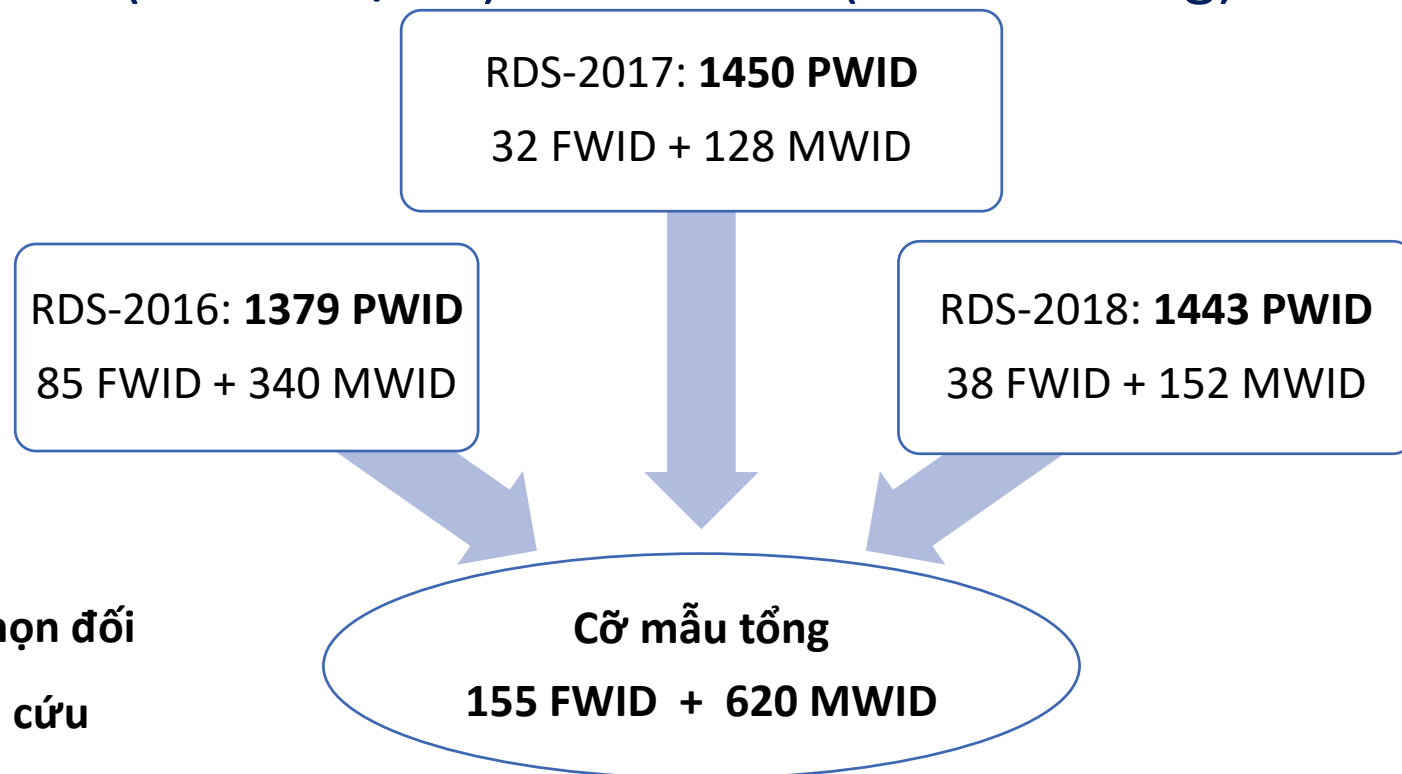 RDS-2017: 1450 PWID
32 FWID + 128 MWID
RDS-2016: 1379 PWID
85 FWID + 340 MWID
RDS-2018: 1443 PWID
38 FWID + 152 MWID
đối
cứu
Cỡ mẫu tổng
155 FWID + 620 MWID